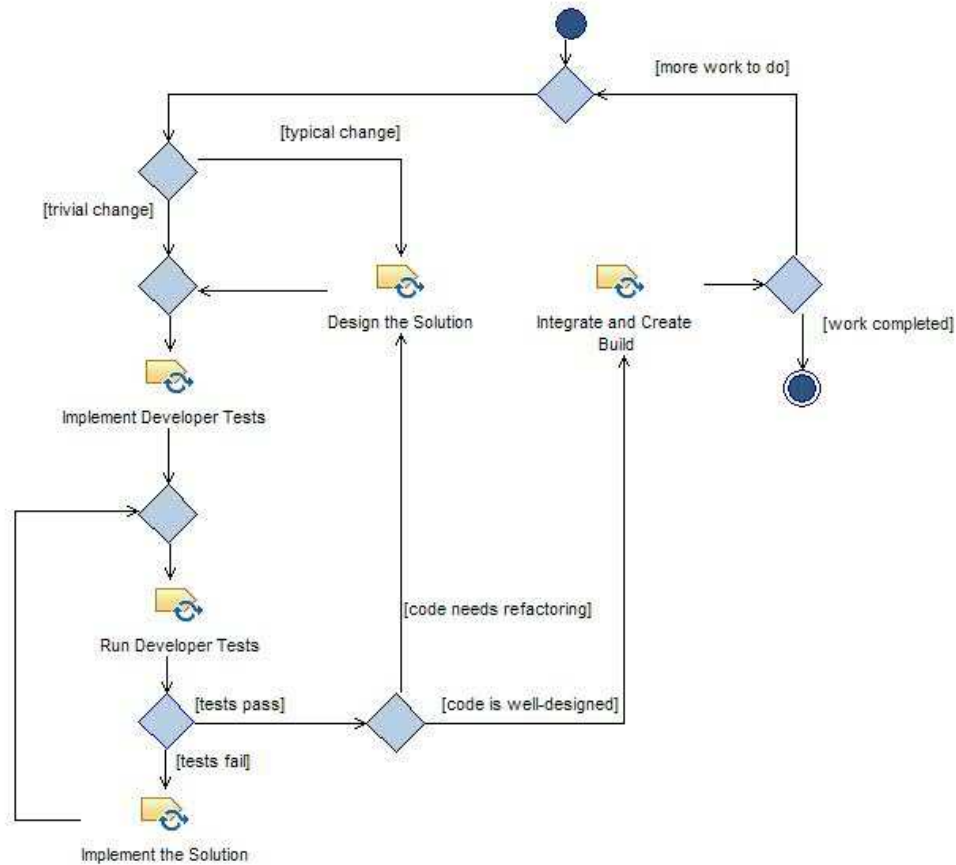 [more work to do]
[typical change]
[trivial change]
Design the Solution
Integrate and Create
Build
[work completed]
Implement Developer Tests
[code needs refactoring]
Run Developer Tests
[tests pass]
[code is well-designed]
[tests fail]
Implement the Solution